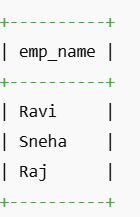 +----------+
| emp_name |
+----------+
| Ravi     |
| Sneha    |
| Raj      |
+----------+